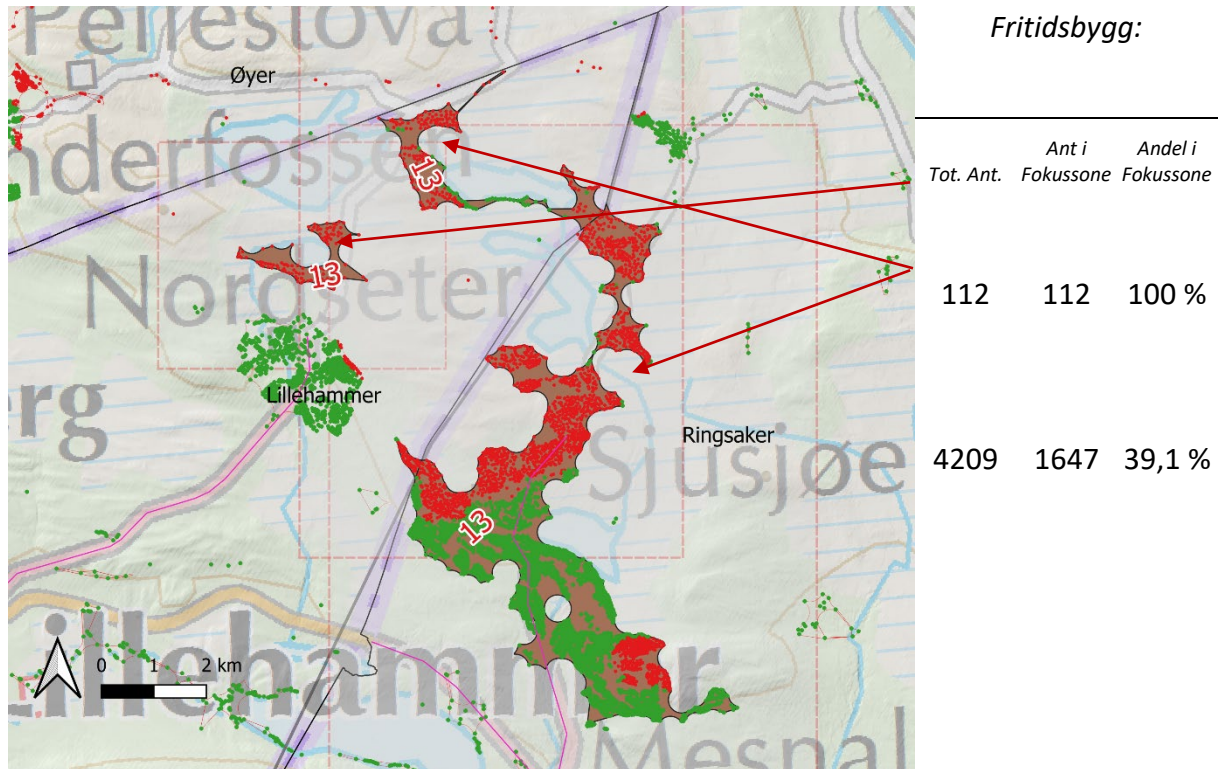 Pellestova
Øyer
nderfossen
13
Nordseter
13
erg
Lillehammer
Ringsaker
Sjusjøe
13
0 1 2 km
Lillehammer
Mesnal
Fritidsbygg:
Tot. Ant.
Ant i
Fokussone
Andel i
Fokussone
112 112 100 %
4209 1647 39,1 %